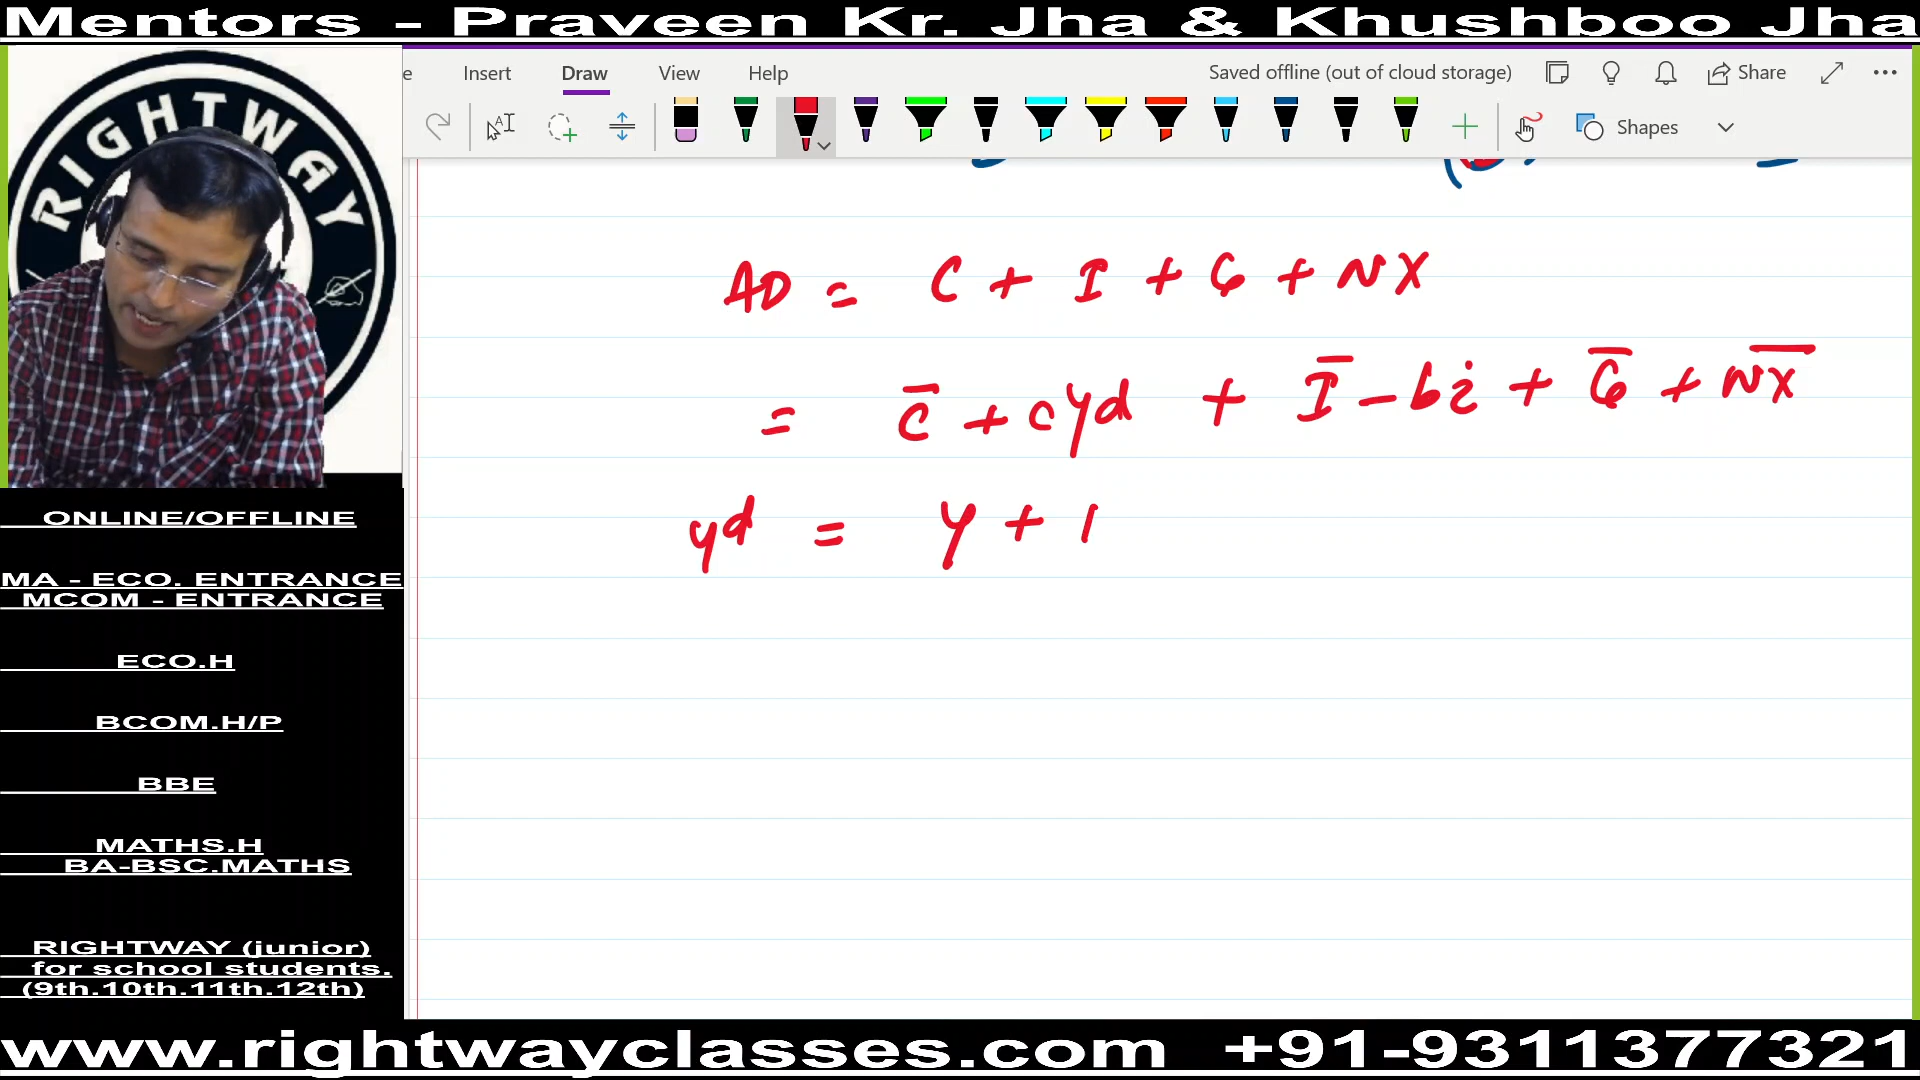 Mentors - Praveen Kr. Jha & Khushboo Jha
e Insert Draw View Help Saved offline (out of cloud storage) Share
Shapes
RIGHTWAY
AD = C + I + G + NX
= C̅ + cyd + I̅ - bi + G̅ + N̅X̅
yd = y + I
ONLINE/OFFLINE
MA - ECO. ENTRANCE
MCOM - ENTRANCE
ECO.H
BCOM.H/P
BBE
MATHS.H
BA-BSC.MATHS
RIGHTWAY (junior)
for school students.
(9th.10th.11th.12th)
www.rightwayclasses.com +91-9311377321